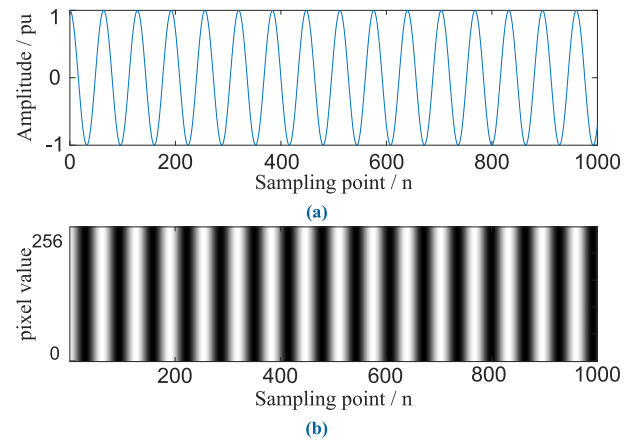 Amplitude / pu
1
0
-1
0 200 400 600 800 1000
Sampling point / n
(a)
pixel value
256
0
200 400 600 800 1000
Sampling point / n
(b)